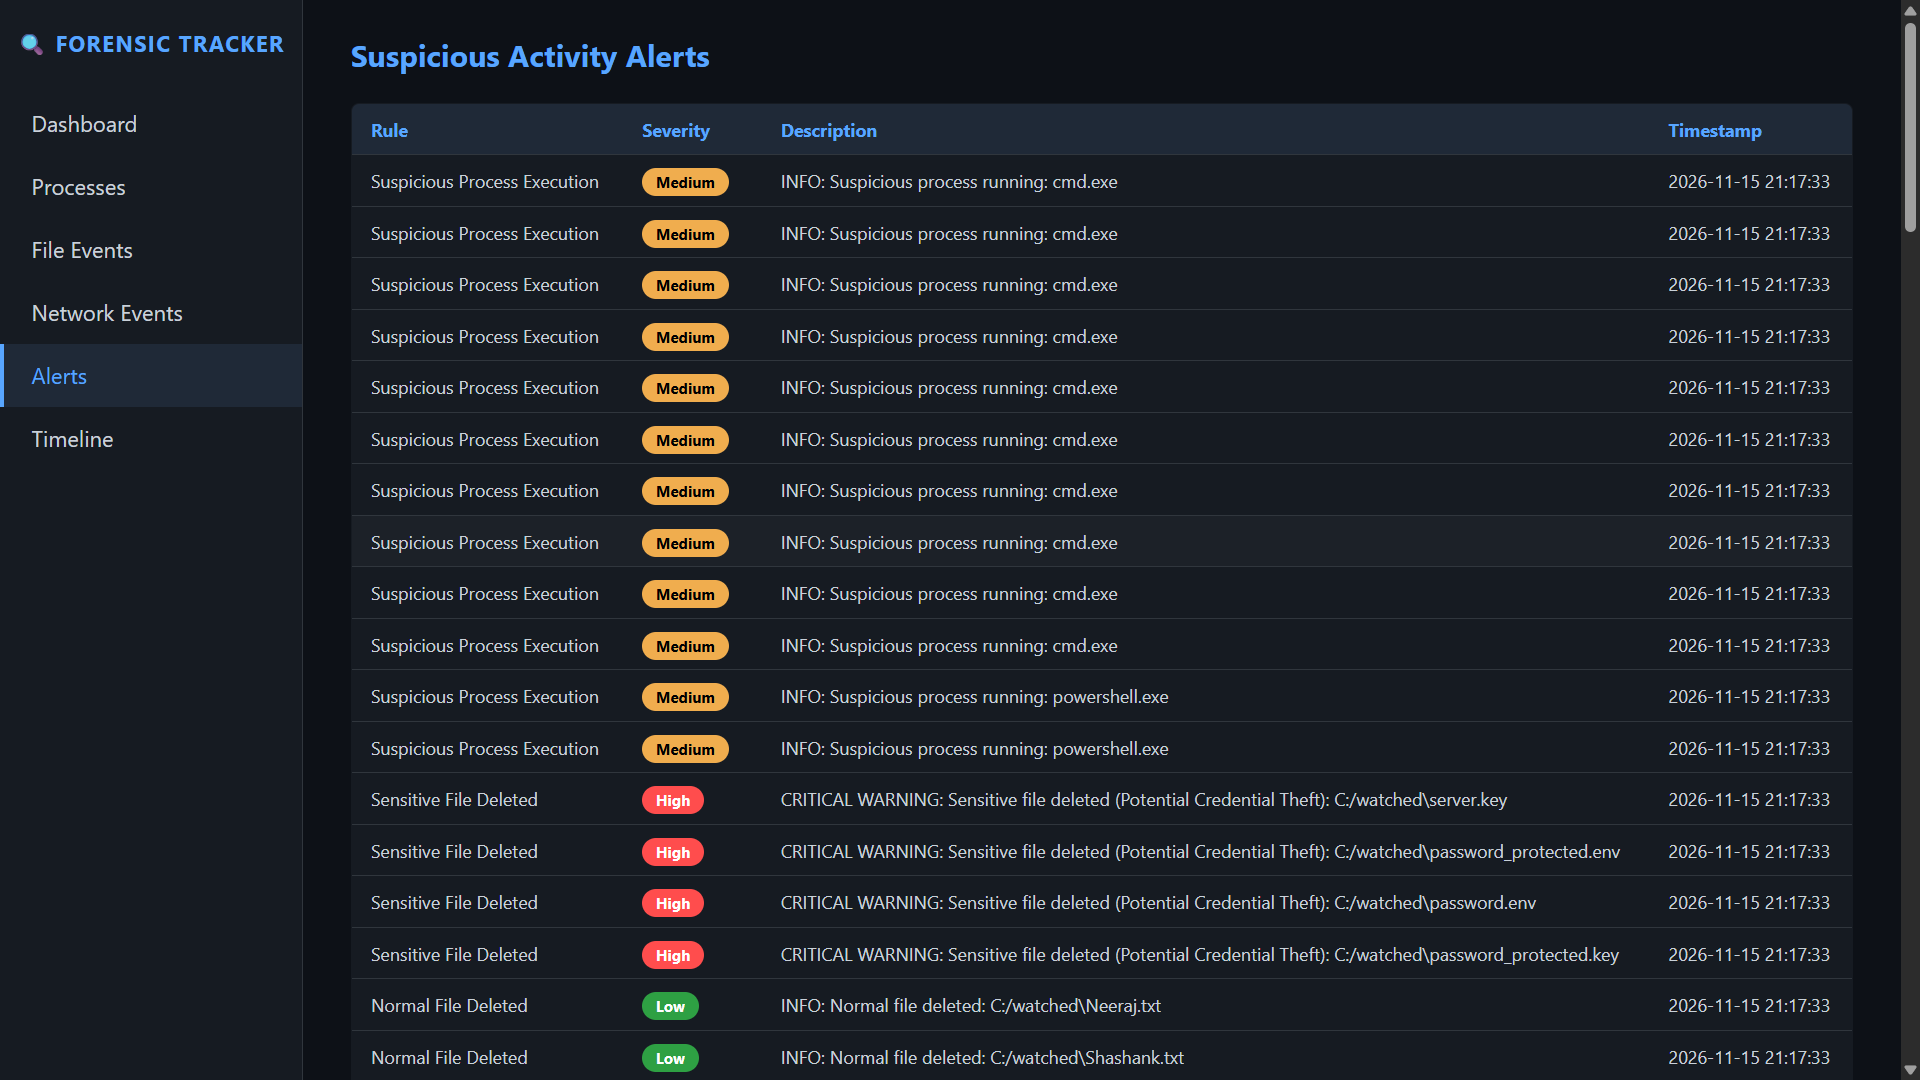 FORENSIC TRACKER
Dashboard
Processes
File Events
Network Events
Alerts
Timeline
Suspicious Activity Alerts
Rule Severity Description Timestamp
Suspicious Process Execution Medium INFO: Suspicious process running: cmd.exe 2026-11-15 21:17:33
Suspicious Process Execution Medium INFO: Suspicious process running: cmd.exe 2026-11-15 21:17:33
Suspicious Process Execution Medium INFO: Suspicious process running: cmd.exe 2026-11-15 21:17:33
Suspicious Process Execution Medium INFO: Suspicious process running: cmd.exe 2026-11-15 21:17:33
Suspicious Process Execution Medium INFO: Suspicious process running: cmd.exe 2026-11-15 21:17:33
Suspicious Process Execution Medium INFO: Suspicious process running: cmd.exe 2026-11-15 21:17:33
Suspicious Process Execution Medium INFO: Suspicious process running: cmd.exe 2026-11-15 21:17:33
Suspicious Process Execution Medium INFO: Suspicious process running: cmd.exe 2026-11-15 21:17:33
Suspicious Process Execution Medium INFO: Suspicious process running: cmd.exe 2026-11-15 21:17:33
Suspicious Process Execution Medium INFO: Suspicious process running: cmd.exe 2026-11-15 21:17:33
Suspicious Process Execution Medium INFO: Suspicious process running: powershell.exe 2026-11-15 21:17:33
Suspicious Process Execution Medium INFO: Suspicious process running: powershell.exe 2026-11-15 21:17:33
Sensitive File Deleted High CRITICAL WARNING: Sensitive file deleted (Potential Credential Theft): C:/watched\server.key 2026-11-15 21:17:33
Sensitive File Deleted High CRITICAL WARNING: Sensitive file deleted (Potential Credential Theft): C:/watched\password_protected.env 2026-11-15 21:17:33
Sensitive File Deleted High CRITICAL WARNING: Sensitive file deleted (Potential Credential Theft): C:/watched\password.env 2026-11-15 21:17:33
Sensitive File Deleted High CRITICAL WARNING: Sensitive file deleted (Potential Credential Theft): C:/watched\password_protected.key 2026-11-15 21:17:33
Normal File Deleted Low INFO: Normal file deleted: C:/watched\Neeraj.txt 2026-11-15 21:17:33
Normal File Deleted Low INFO: Normal file deleted: C:/watched\Shashank.txt 2026-11-15 21:17:33